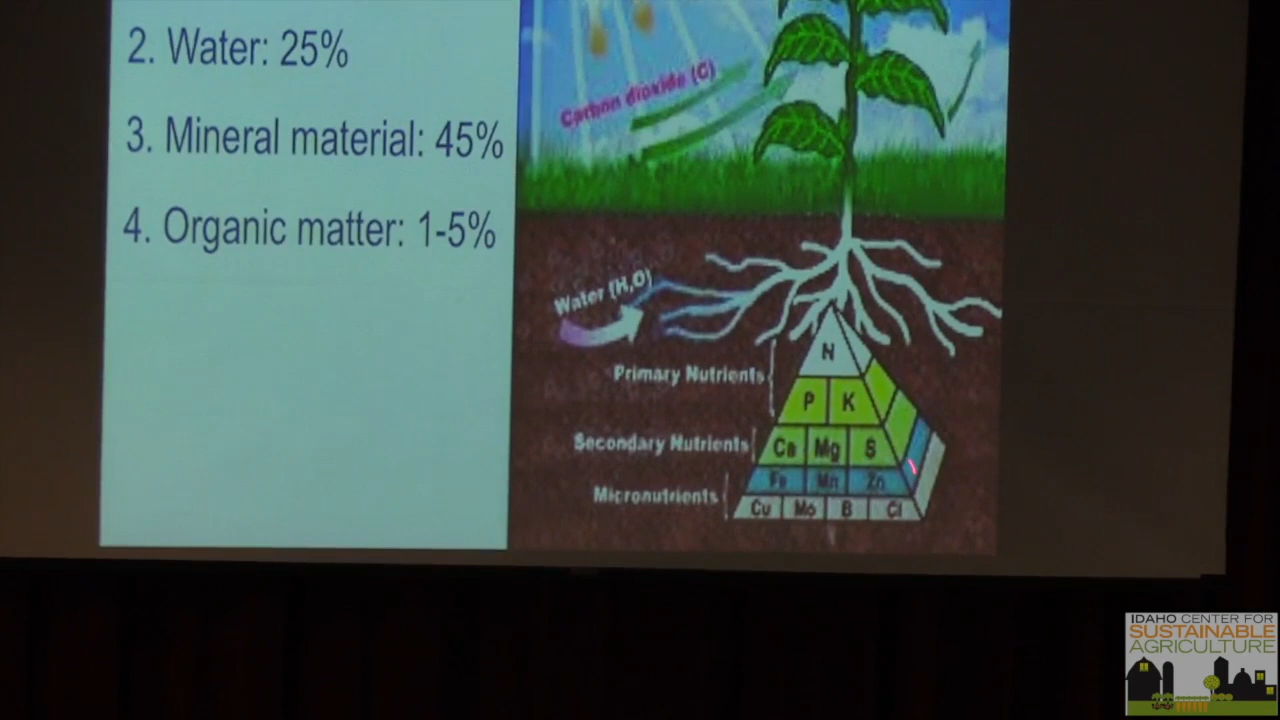 2. Water: 25%
3. Mineral material: 45%
4. Organic matter: 1-5%
Carbon dioxide (C)
Water (H2O)
N
Primary Nutrients
P K
Secondary Nutrients
Ca Mg S
Fe Mn Zn
Micronutrients
Cu Mo B Cl
IDAHO CENTER FOR
SUSTAINABLE
AGRICULTURE